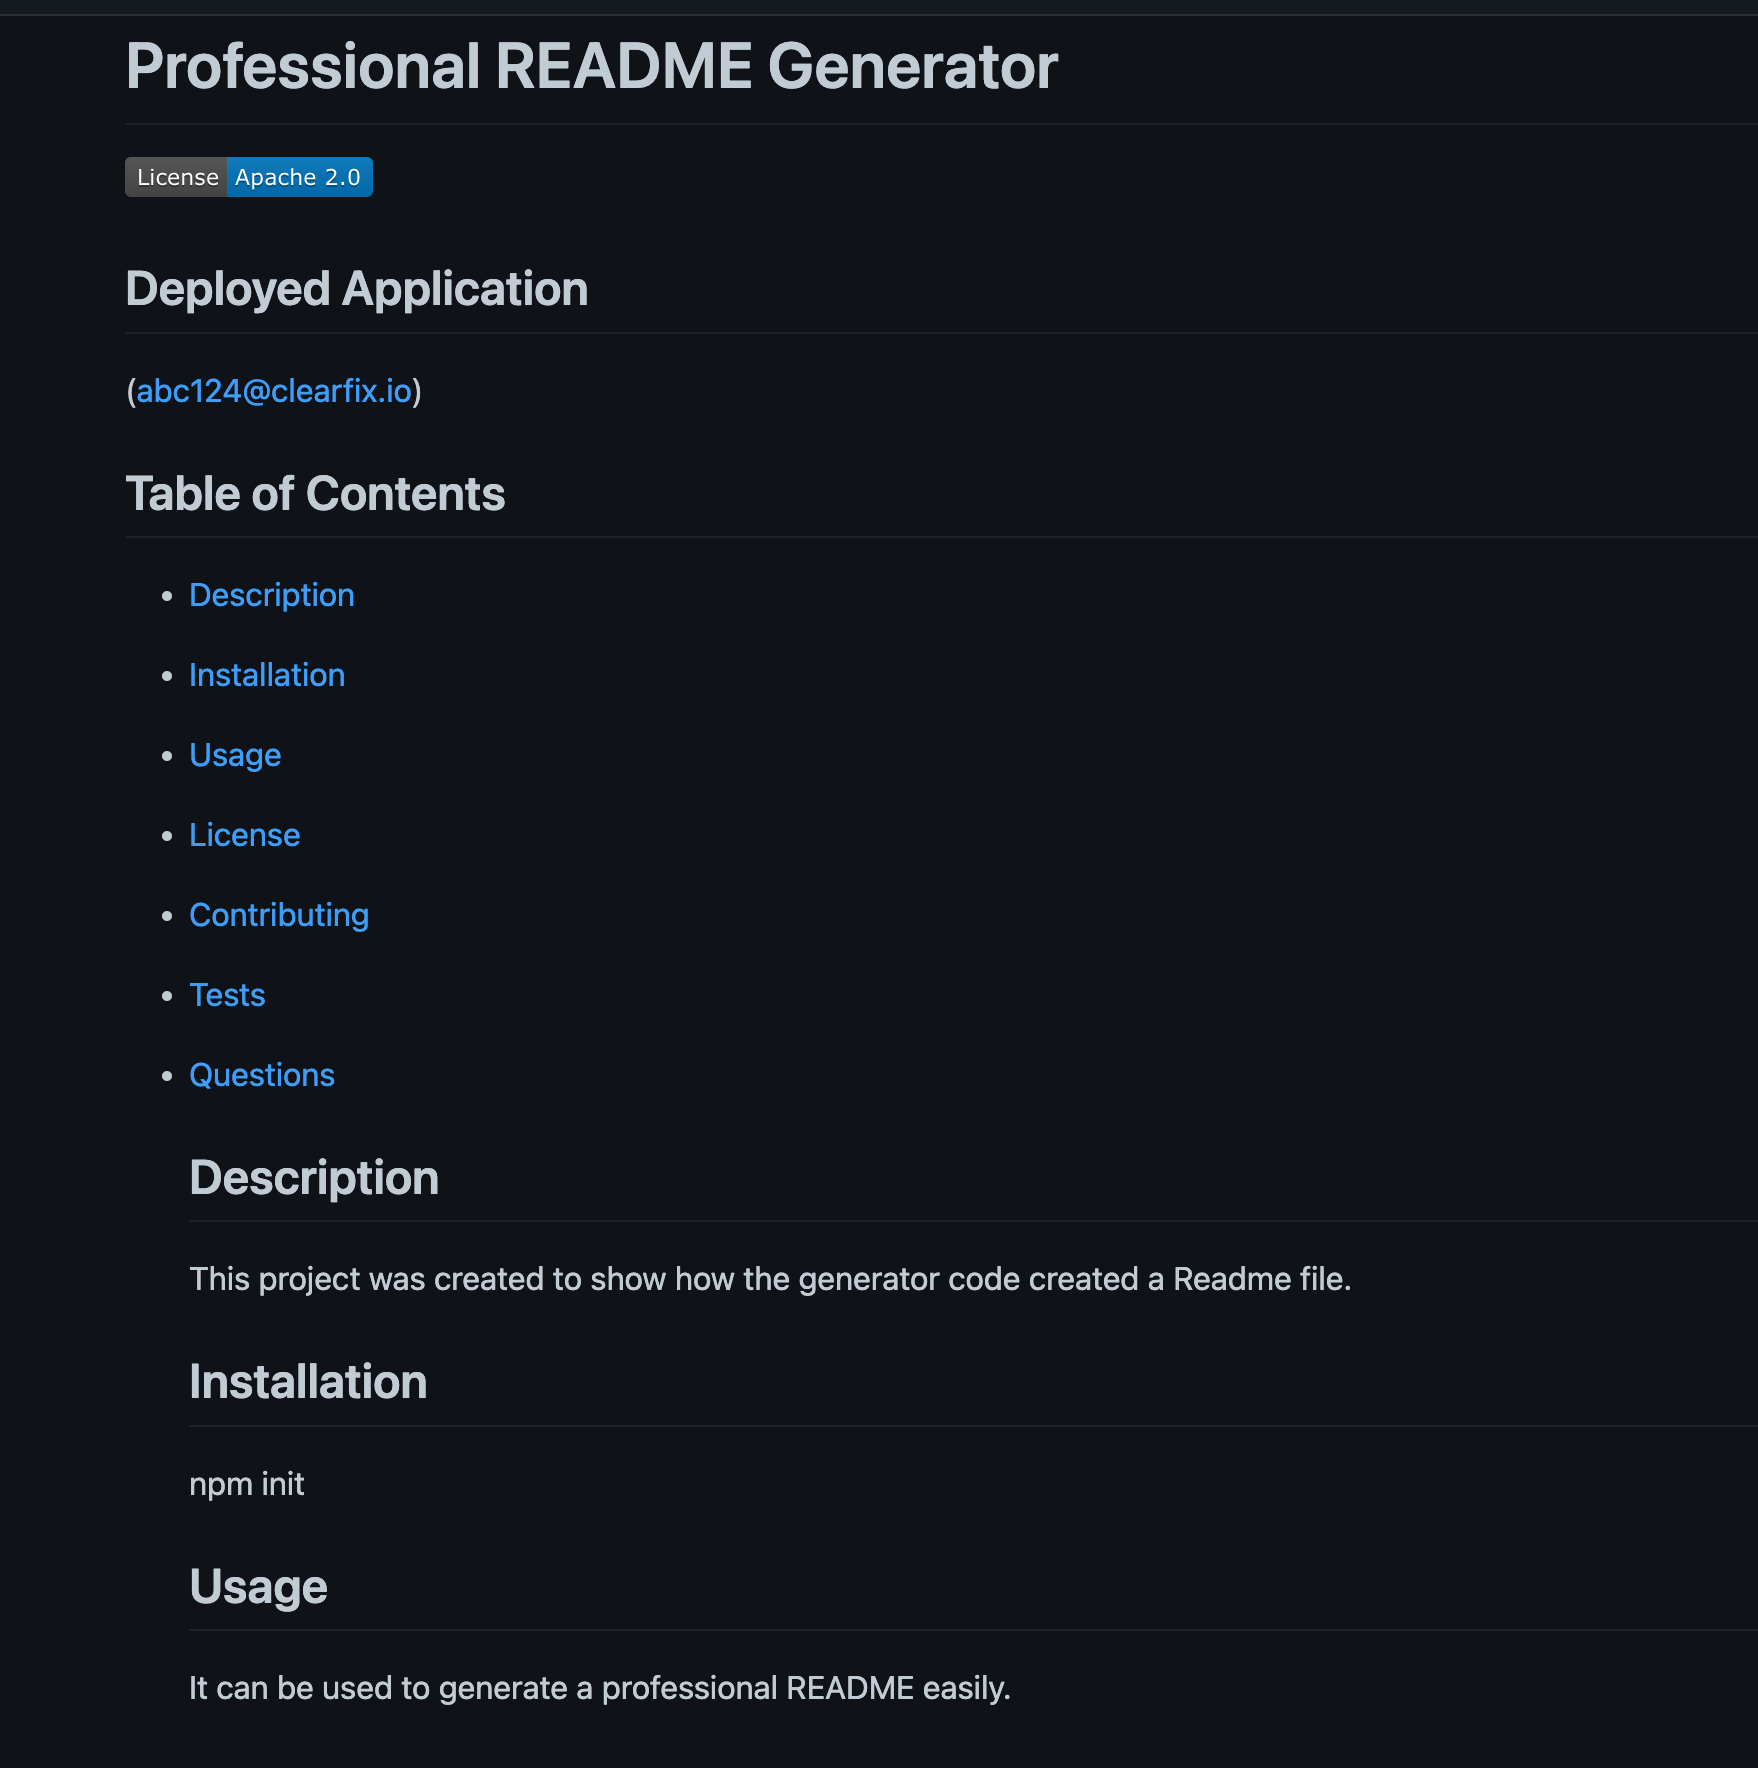 Professional README Generator
License Apache 2.0
Deployed Application
(abc124@clearfix.io)
Table of Contents
Description
Installation
Usage
License
Contributing
Tests
Questions
Description
This project was created to show how the generator code created a Readme file.
Installation
npm init
Usage
It can be used to generate a professional README easily.